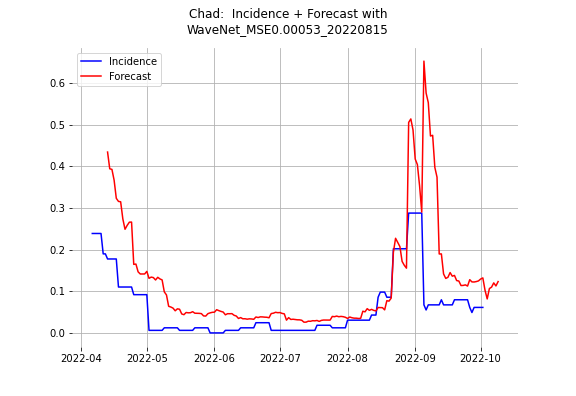 Chad:  Incidence + Forecast with
WaveNet_MSE0.00053_20220815
Incidence
Forecast
0.6
0.5
0.4
0.3
0.2
0.1
0.0
2022-04 2022-05 2022-06 2022-07 2022-08 2022-09 2022-10